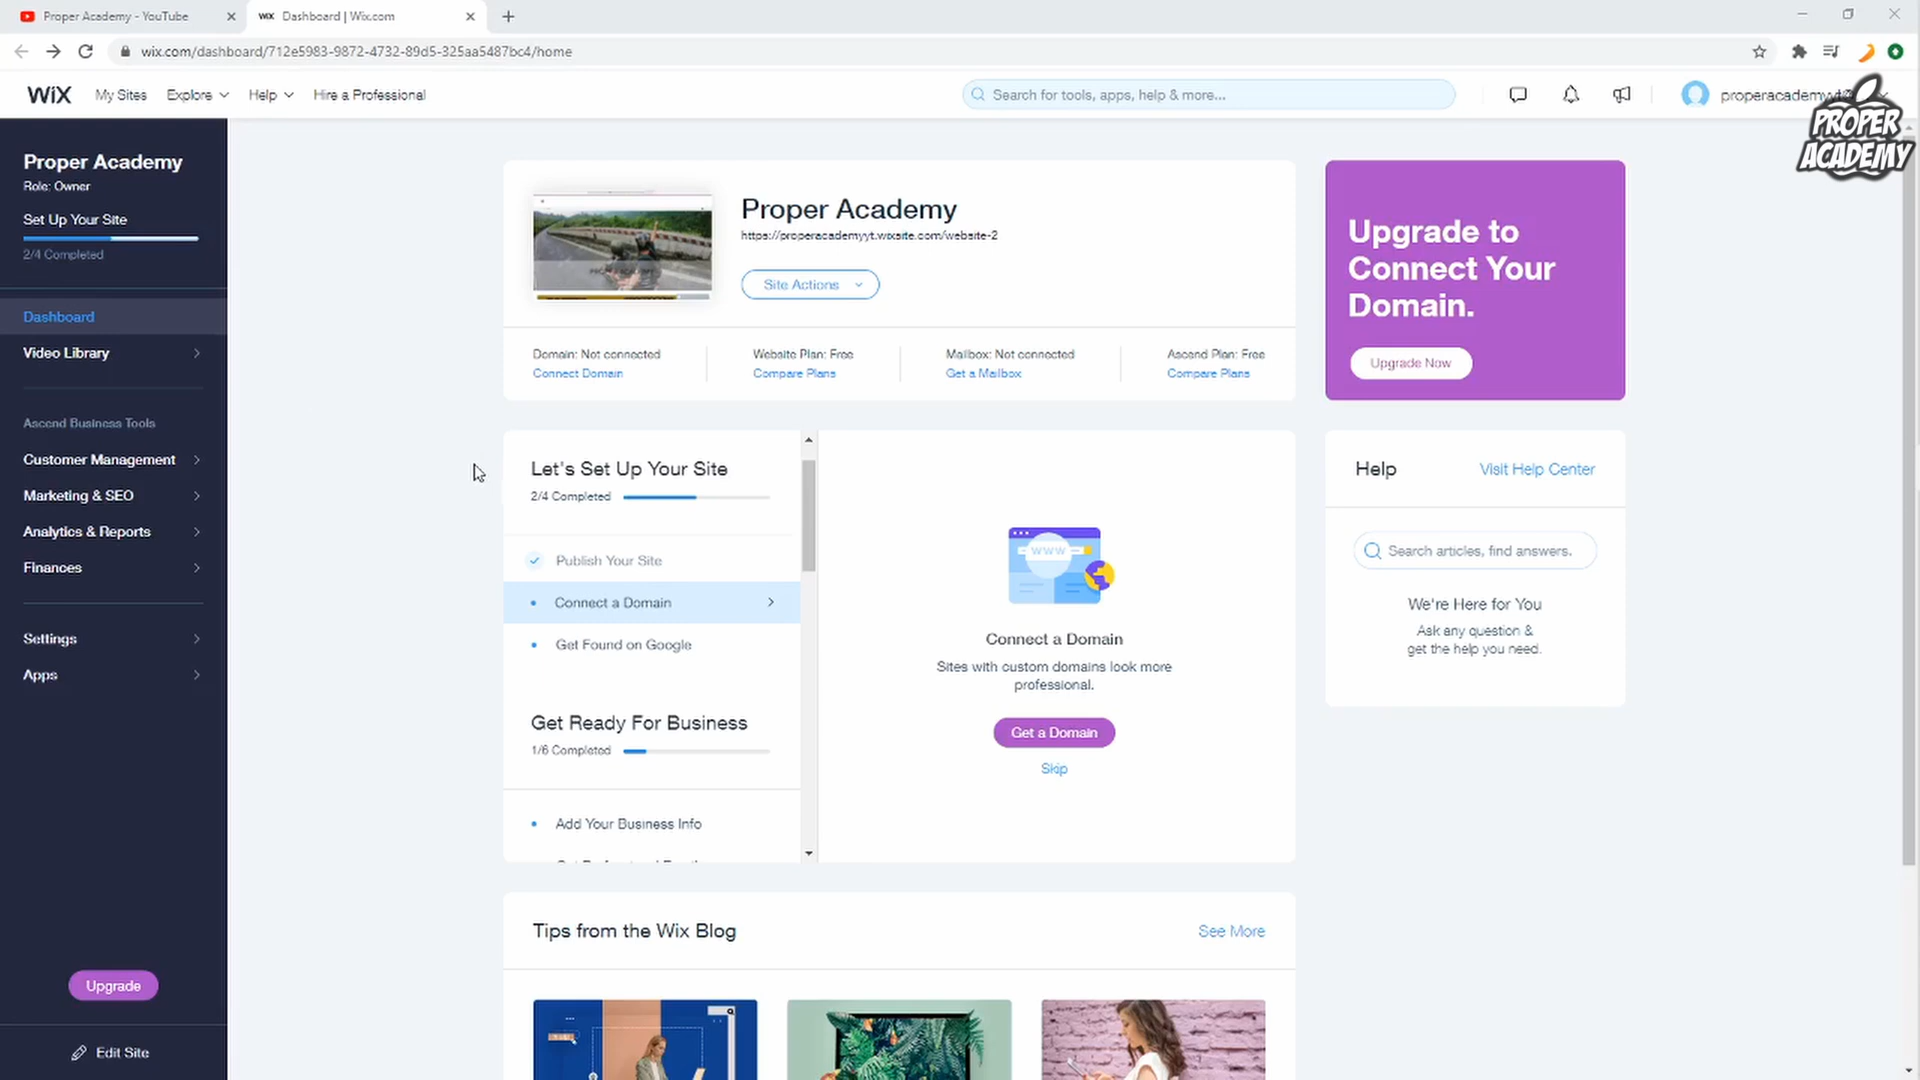 Proper Academy - YouTube
WIX Dashboard | Wix.com
wix.com/dashboard/712e5983-9872-4732-89d5-325aa5487bc4/home
WIX My Sites Explore Help Hire a Professional
Search for tools, apps, help & more...
PROPER
ACADEMY
Proper Academy
Role: Owner
Set Up Your Site
2/4 Completed
Dashboard
Video Library
Ascend Business Tools
Customer Management
Marketing & SEO
Analytics & Reports
Finances
Settings
Apps
Upgrade
Edit Site
Proper Academy
https://properacademyyt.wixsite.com/website-2
Site Actions
Domain: Not connected
Connect Domain
Website Plan: Free
Compare Plans
Mailbox: Not connected
Get a Mailbox
Ascend Plan: Free
Compare Plans
Upgrade to
Connect Your
Domain.
Upgrade Now
Let's Set Up Your Site
2/4 Completed
Publish Your Site
Connect a Domain
Get Found on Google
Get Ready For Business
1/6 Completed
Add Your Business Info
WWW
Connect a Domain
Sites with custom domains look more
professional.
Get a Domain
Skip
Help
Visit Help Center
Search articles, find answers.
We're Here for You
Ask any question &
get the help you need.
Tips from the Wix Blog
See More